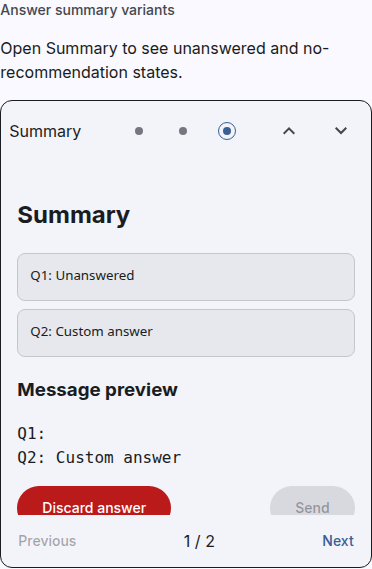 Answer summary variants
Open Summary to see unanswered and no-
recommendation states.
Summary
Summary
Q1: Unanswered
Q2: Custom answer
Message preview
Q1:
Q2: Custom answer
Discard answer Send
Previous 1 / 2 Next